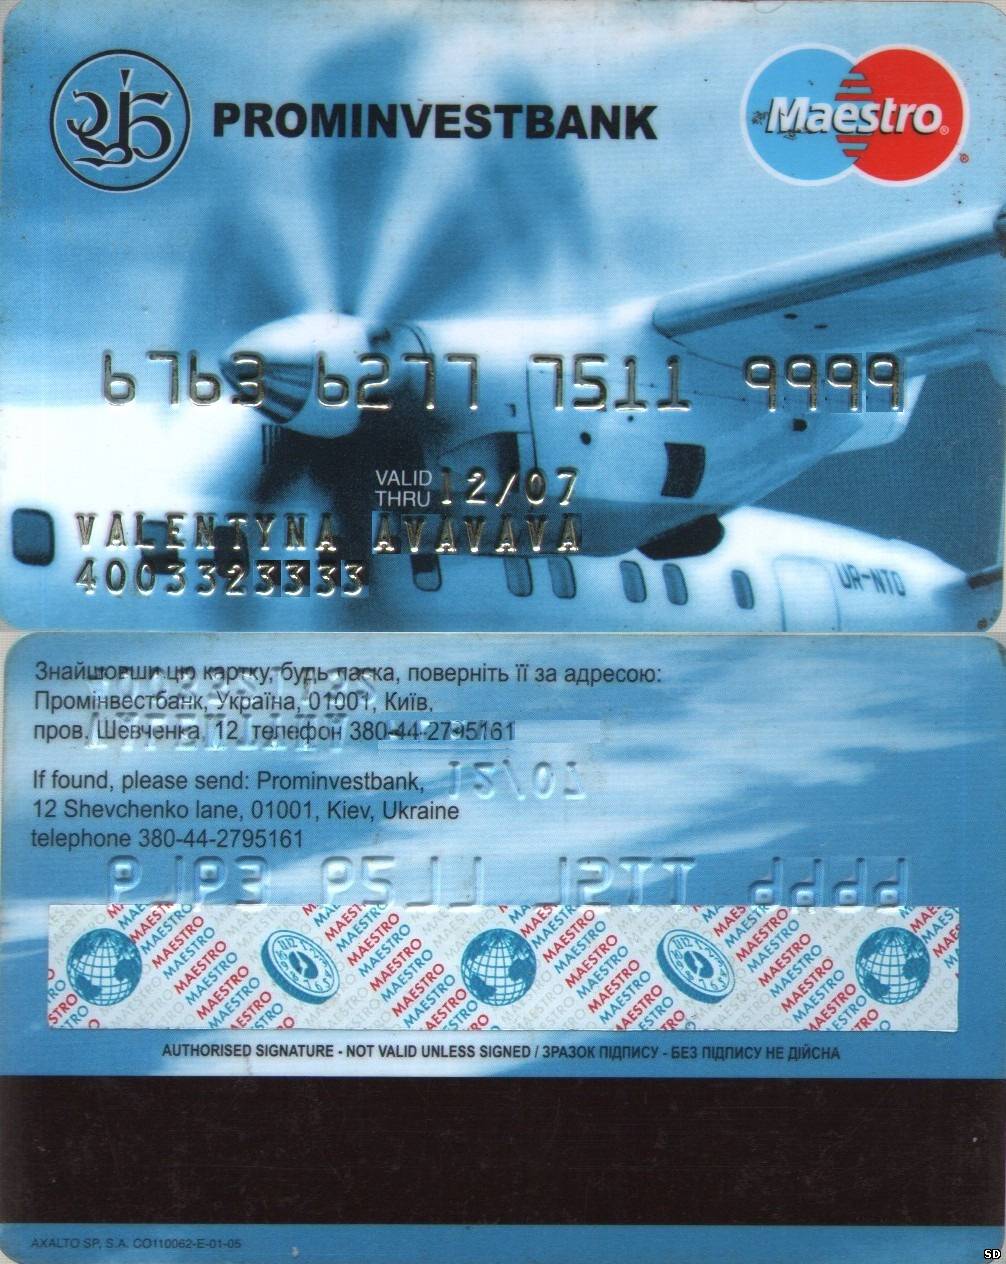 PROMINVESTBANK
Maestro
6763 6277 7511 9999
VALID THRU 12/07
VALENTYNA AVAVAVA
4003323333
UR-NTO
Знайшовши цю картку, будь ласка, поверніть її за адресою:
Промінвестбанк, Україна, 01001, Київ,
пров. Шевченка, 12, телефон 380-44-2795161
If found, please send: Prominvestbank,
12 Shevchenko lane, 01001, Kiev, Ukraine
telephone 380-44-2795161
MAESTRO MAESTRO MAESTRO MAESTRO
AUTHORISED SIGNATURE - NOT VALID UNLESS SIGNED / ЗРАЗОК ПІДПИСУ - БЕЗ ПІДПИСУ НЕ ДІЙСНА
AXALTO SP, S.A. CO110062-E-01-05
SD